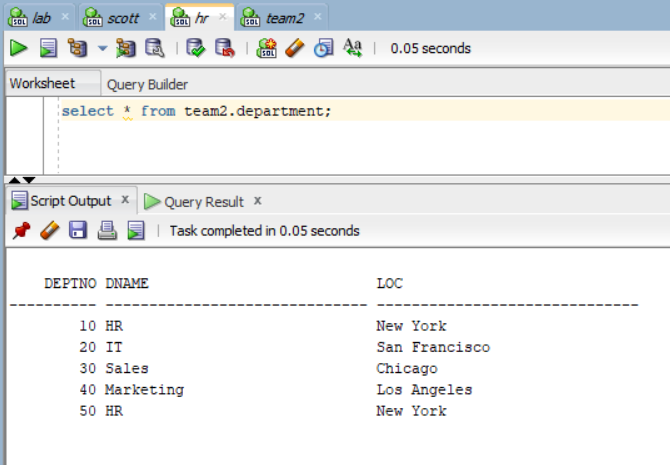 lab × scott × hr × team2 ×
0.05 seconds
Worksheet Query Builder
select * from team2.department;
Script Output × Query Result ×
Task completed in 0.05 seconds
DEPTNO DNAME LOC
---------- ------------------------------ ------------------------------
10 HR New York
20 IT San Francisco
30 Sales Chicago
40 Marketing Los Angeles
50 HR New York